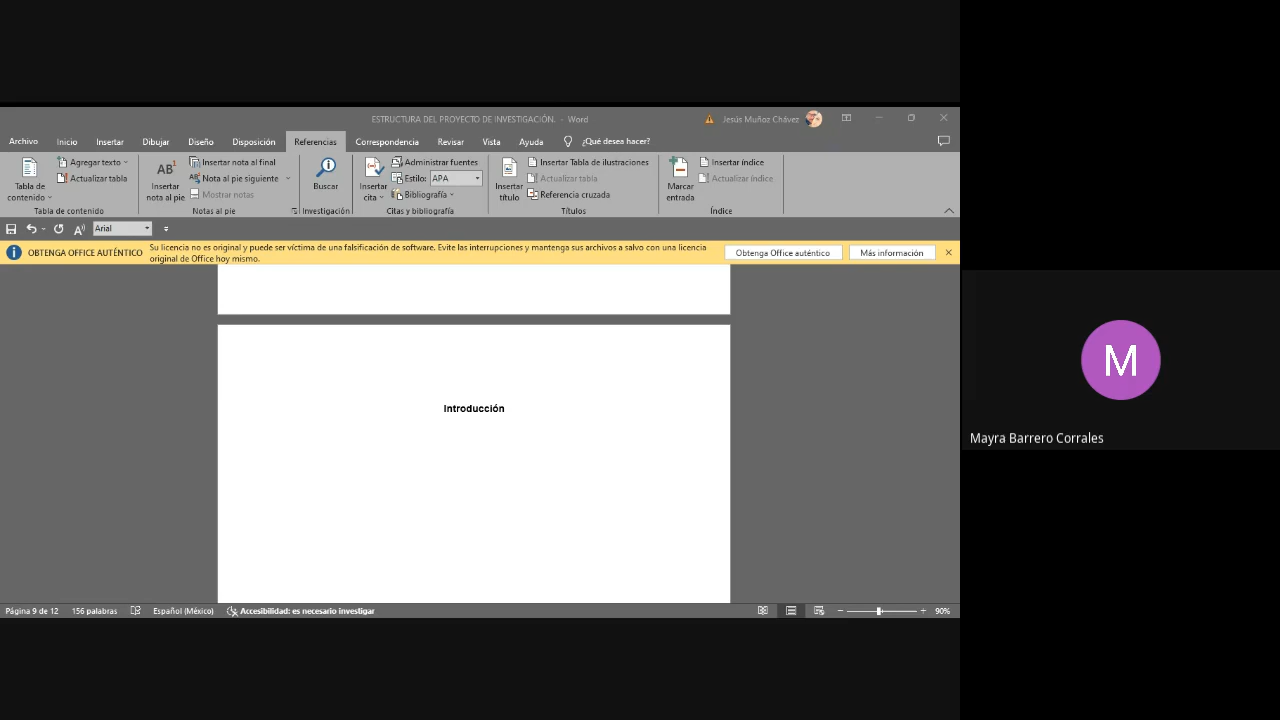 ESTRUCTURA DEL PROYECTO DE INVESTIGACIÓN. - Word
Jesús Muñoz Chávez
Archivo Inicio Insertar Dibujar Diseño Disposición Referencias Correspondencia Revisar Vista Ayuda ¿Qué desea hacer?
Tabla de contenido
Agregar texto
Actualizar tabla
Tabla de contenido
AB1
Insertar nota al pie
Insertar nota al final
Nota al pie siguiente
Mostrar notas
Notas al pie
Buscar
Investigación
Insertar cita
Administrar fuentes
Estilo: APA
Bibliografía
Citas y bibliografía
Insertar título
Insertar Tabla de ilustraciones
Actualizar tabla
Referencia cruzada
Títulos
Marcar entrada
Insertar índice
Actualizar índice
Índice
Arial
OBTENGA OFFICE AUTÉNTICO
Su licencia no es original y puede ser víctima de una falsificación de software. Evite las interrupciones y mantenga sus archivos a salvo con una licencia
original de Office hoy mismo.
Obtenga Office auténtico
Más información
Introducción
M
Mayra Barrero Corrales
Página 9 de 12 156 palabras Español (México) Accesibilidad: es necesario investigar 90%